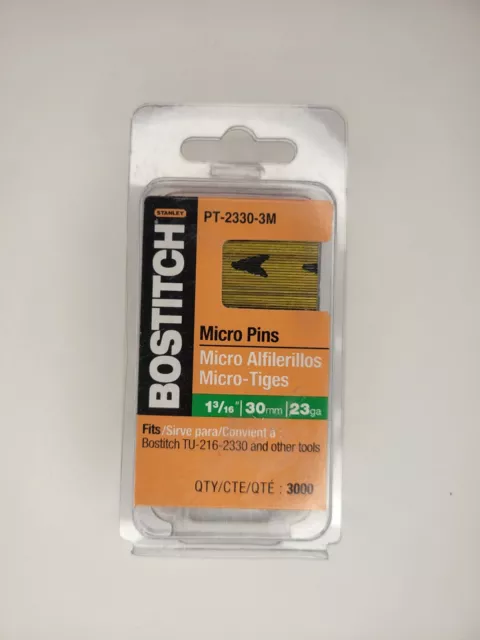 STANLEY
BOSTITCH
PT-2330-3M
Micro Pins
Micro Alfilerillos
Micro-Tiges
1 3/16" | 30mm | 23ga
Fits/Sirve para/Convient à :
Bostitch TU-216-2330 and other tools
QTY/CTE/QTÉ : 3000